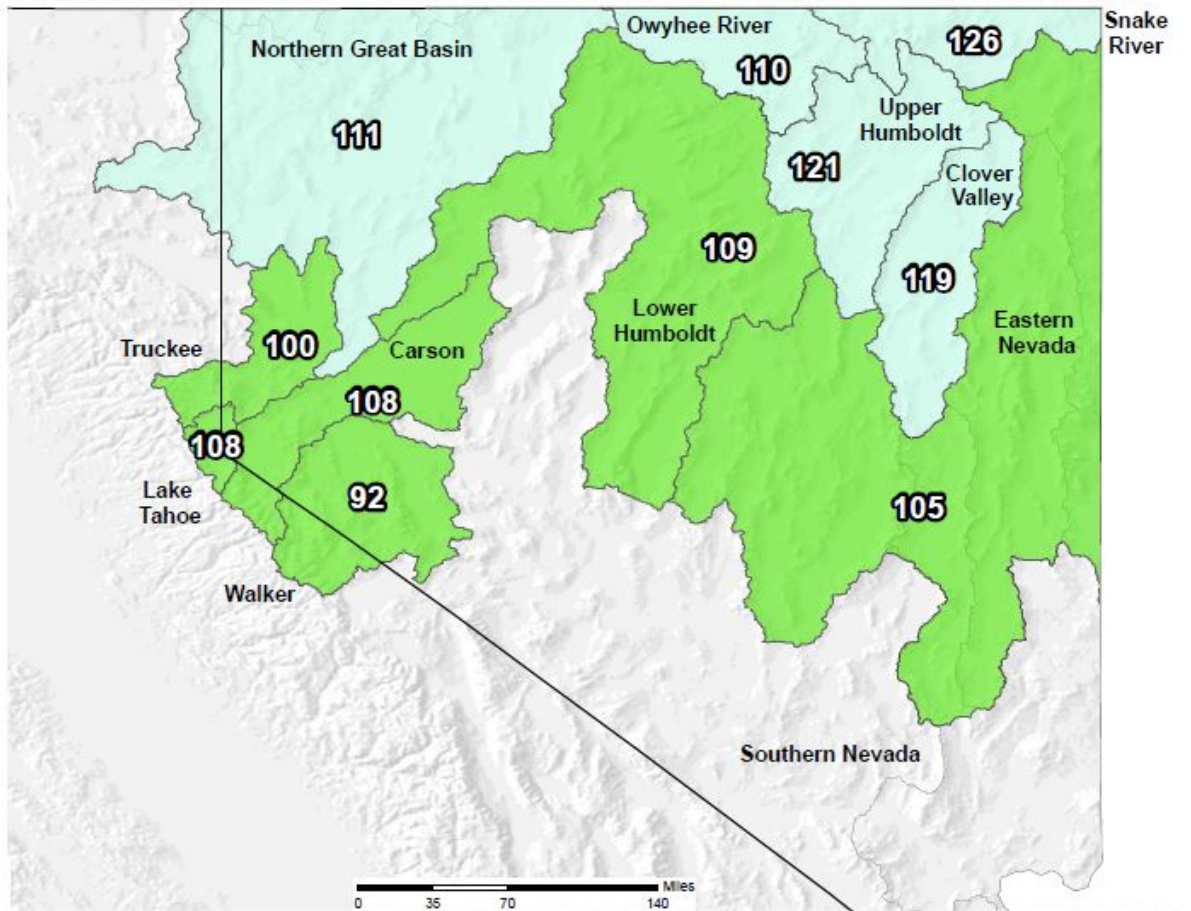 Snake
River
Owyhee River
126
Northern Great Basin
110
Upper
Humboldt
111
121
Clover
Valley
109
119
Lower
Humboldt
Eastern
Nevada
Truckee
100
Carson
108
108
Lake
Tahoe
92
105
Walker
Southern Nevada
Miles
0 35 70 140